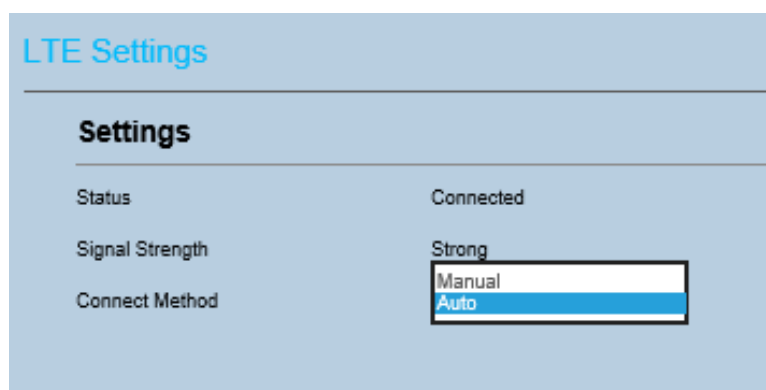 LTE Settings
Settings
Status Connected
Signal Strength Strong
Connect Method Manual
Auto